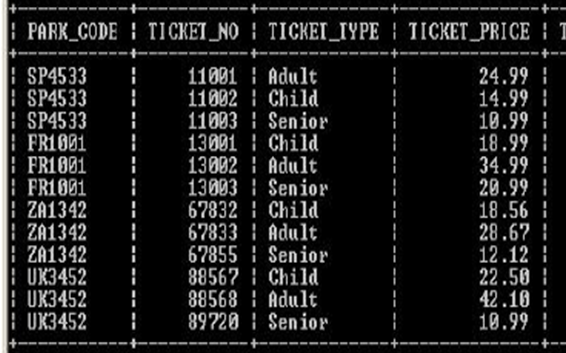 PARK_CODE | TICKET_NO | TICKET_TYPE | TICKET_PRICE | T
SP4533 | 11001 | Adult | 24.99 |
SP4533 | 11002 | Child | 14.99 |
SP4533 | 11003 | Senior | 10.99 |
FR1001 | 13001 | Child | 18.99 |
FR1001 | 13002 | Adult | 34.99 |
FR1001 | 13003 | Senior | 20.99 |
ZA1342 | 67832 | Child | 18.56 |
ZA1342 | 67833 | Adult | 28.67 |
ZA1342 | 67855 | Senior | 12.12 |
UK3452 | 88567 | Child | 22.50 |
UK3452 | 88568 | Adult | 42.10 |
UK3452 | 89720 | Senior | 10.99 |